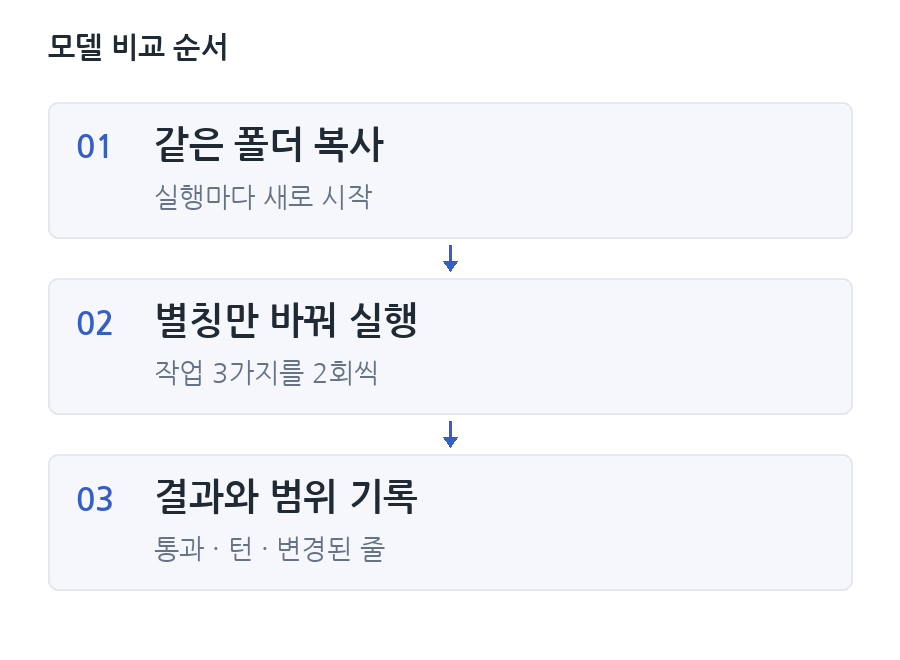 모델 비교 순서
01 같은 폴더 복사
실행마다 새로 시작
02 별칭만 바꿔 실행
작업 3가지를 2회씩
03 결과와 범위 기록
통과 · 턴 · 변경된 줄